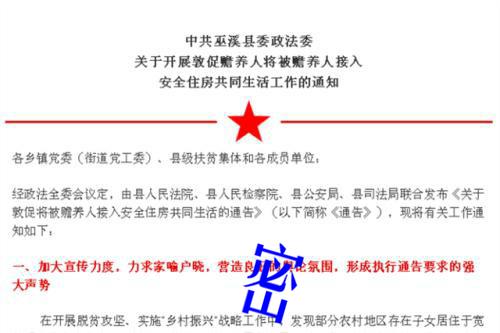 中共巫溪县委政法委
关于开展敦促赡养人将被赡养人接入
安全住房共同生活工作的通知
各乡镇党委（街道党工委）、县级扶贫集体和各成员单位：
经政法全委会议定，由县人民法院、县人民检察院、县公安局、县司法局联合发布《关于
敦促将被赡养人接入安全住房共同生活的通告》（以下简称《通告》），现将有关工作通
知如下：
一、加大宣传力度，力求家喻户晓，营造良好的舆论氛围，形成执行通告要求的强
大声势
在开展脱贫攻坚、实施“乡村振兴”战略工作中，发现部分农村地区存在子女居住于宽